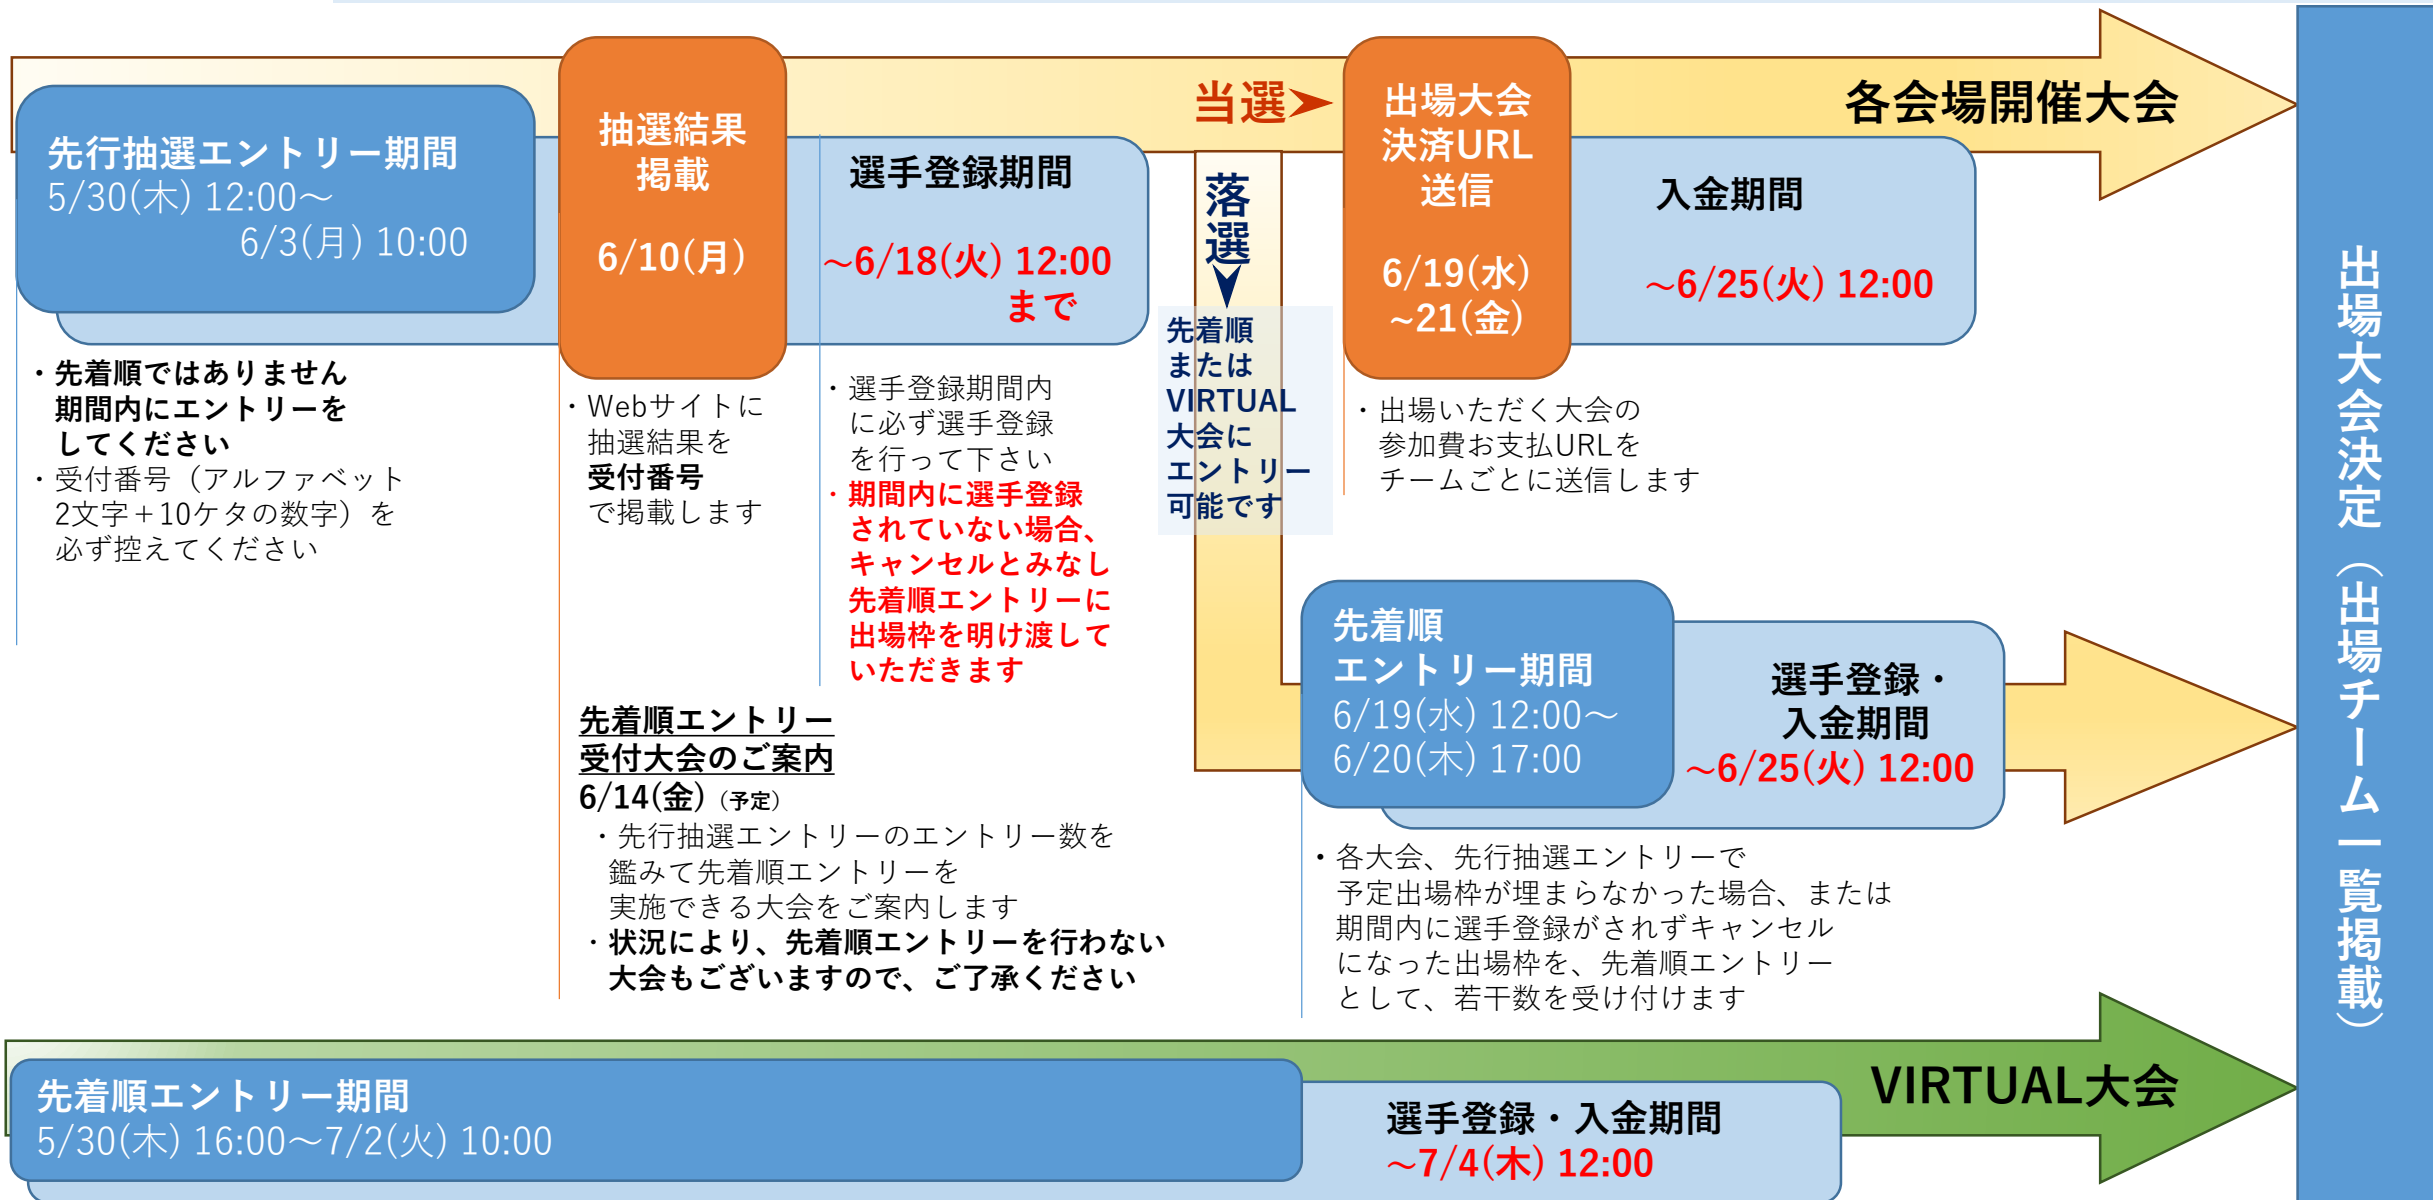 先行抽選エントリー期間
5/30(木) 12:00～
6/3(月) 10:00
・先着順ではありません
期間内にエントリーを
してください
・受付番号（アルファベット
2文字＋10ケタの数字）を
必ず控えてください
抽選結果
掲載
6/10(月)
・Webサイトに
抽選結果を
受付番号
で掲載します
選手登録期間
～6/18(火) 12:00
まで
・選手登録期間内
に必ず選手登録
を行って下さい
・期間内に選手登録
されていない場合、
キャンセルとみなし
先着順エントリーに
出場枠を明け渡して
いただきます
先着順エントリー
受付大会のご案内
6/14(金)（予定）
・先行抽選エントリーのエントリー数を
鑑みて先着順エントリーを
実施できる大会をご案内します
・状況により、先着順エントリーを行わない
大会もございますので、ご了承ください
当選➤
落選
先着順
または
VIRTUAL
大会に
エントリー
可能です
出場大会
決済URL
送信
6/19(水)
~21(金)
・出場いただく大会の
参加費お支払URLを
チームごとに送信します
各会場開催大会
入金期間
～6/25(火) 12:00
先着順
エントリー期間
6/19(水) 12:00～
6/20(木) 17:00
選手登録・
入金期間
～6/25(火) 12:00
・各大会、先行抽選エントリーで
予定出場枠が埋まらなかった場合、または
期間内に選手登録がされずキャンセル
になった出場枠を、先着順エントリー
として、若干数を受け付けます
VIRTUAL大会
先着順エントリー期間
5/30(木) 16:00～7/2(火) 10:00
選手登録・入金期間
～7/4(木) 12:00
出場大会決定（出場チーム一覧掲載）